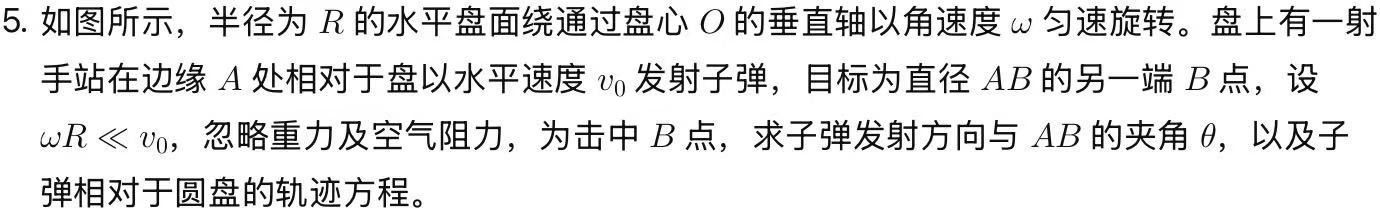 5. 如图所示，半径为 R 的水平盘面绕通过盘心 O 的垂直轴以角速度 ω 匀速旋转。盘上有一射
手站在边缘 A 处相对于盘以水平速度 v₀ 发射子弹，目标为直径 AB 的另一端 B 点，设
ωR ≪ v₀，忽略重力及空气阻力，为击中 B 点，求子弹发射方向与 AB 的夹角 θ，以及子
弹相对于圆盘的轨迹方程。